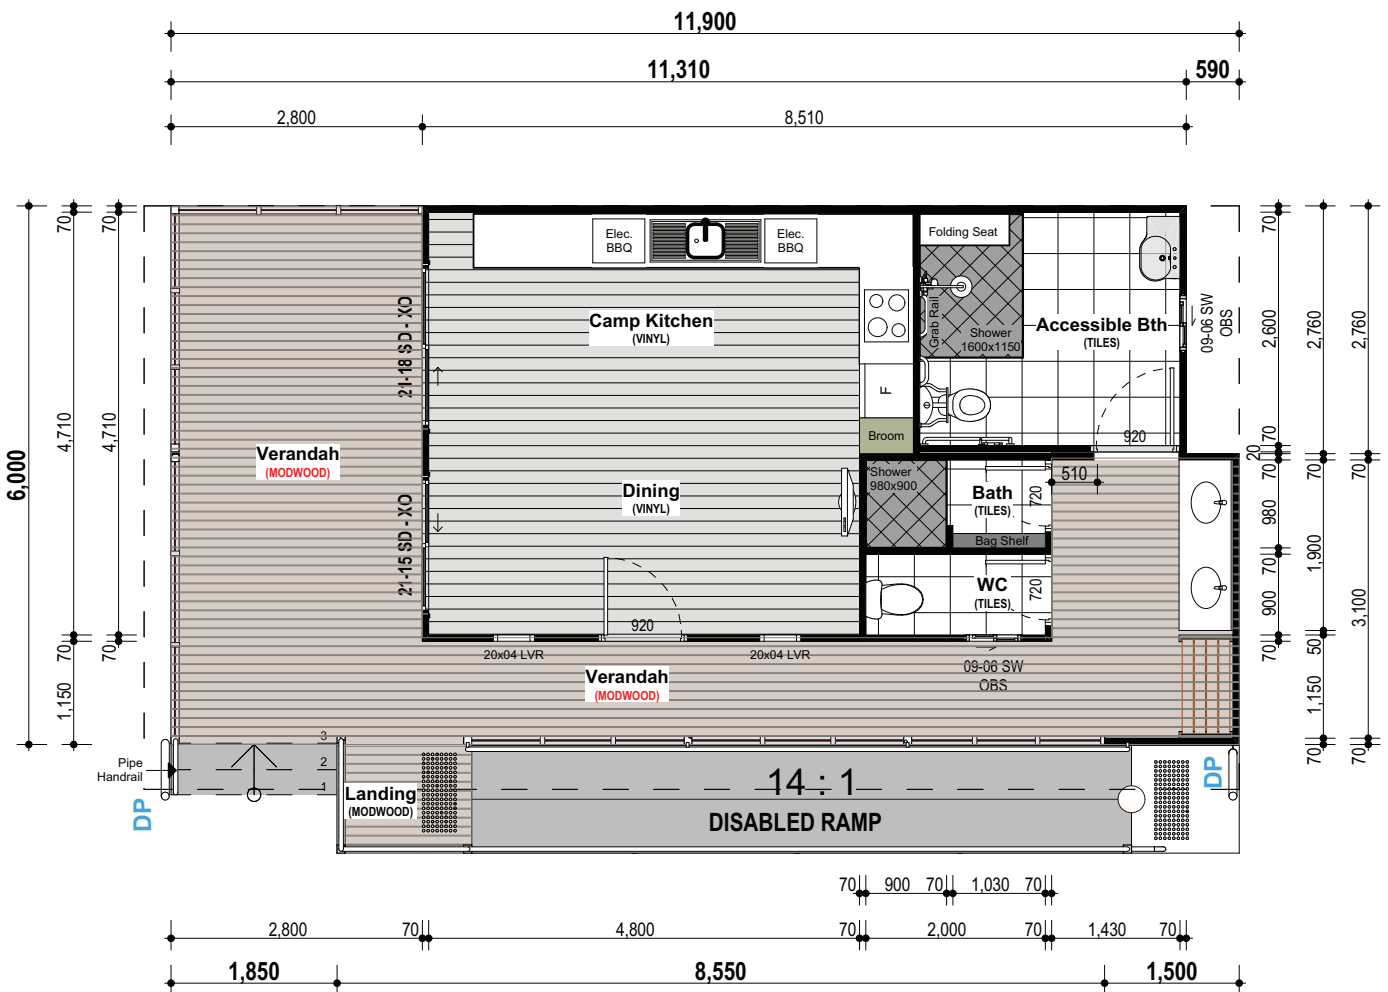 11,900
11,310
590
2,800
8,510
70
70
70
Elec.
BBQ
Elec.
BBQ
Folding Seat
Camp Kitchen
(VINYL)
Grab Rail
Shower
1600x1150
Accessible Bth
(TILES)
09-06 SW
OBS
2,600
2,760
2,760
21-18 SD - XO
F
Broom
920
6,000
4,710
4,710
Verandah
(MODWOOD)
70
20
70
70
70
510
Dining
(VINYL)
Shower
980x900
Bath
(TILES)
720
Bag Shelf
980
21-15 SD - XO
WC
(TILES)
720
70
1,900
900
3,100
920
20x04 LVR
20x04 LVR
09-06 SW
OBS
70
70
70
50
Verandah
(MODWOOD)
1,150
1,150
70
70
Pipe
Handrail
3
2
1
DP
Landing
(MODWOOD)
14 : 1
DISABLED RAMP
DP
70
900
70
1,030
70
2,800
70
4,800
70
2,000
70
1,430
70
1,850
8,550
1,500